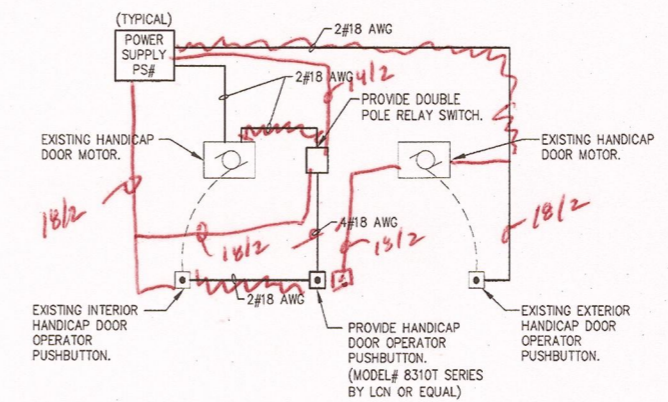 (TYPICAL)
POWER
SUPPLY
PS#
2#18 AWG
2#18 AWG
14/2
PROVIDE DOUBLE
POLE RELAY SWITCH.
EXISTING HANDICAP
DOOR MOTOR.
EXISTING HANDICAP
DOOR MOTOR.
18/2
18/2
4#18 AWG
18/2
18/2
2#18 AWG
EXISTING INTERIOR
HANDICAP DOOR
OPERATOR
PUSHBUTTON.
PROVIDE HANDICAP
DOOR OPERATOR
PUSHBUTTON.
(MODEL# 8310T SERIES
BY LCN OR EQUAL)
EXISTING EXTERIOR
HANDICAP DOOR
OPERATOR
PUSHBUTTON.